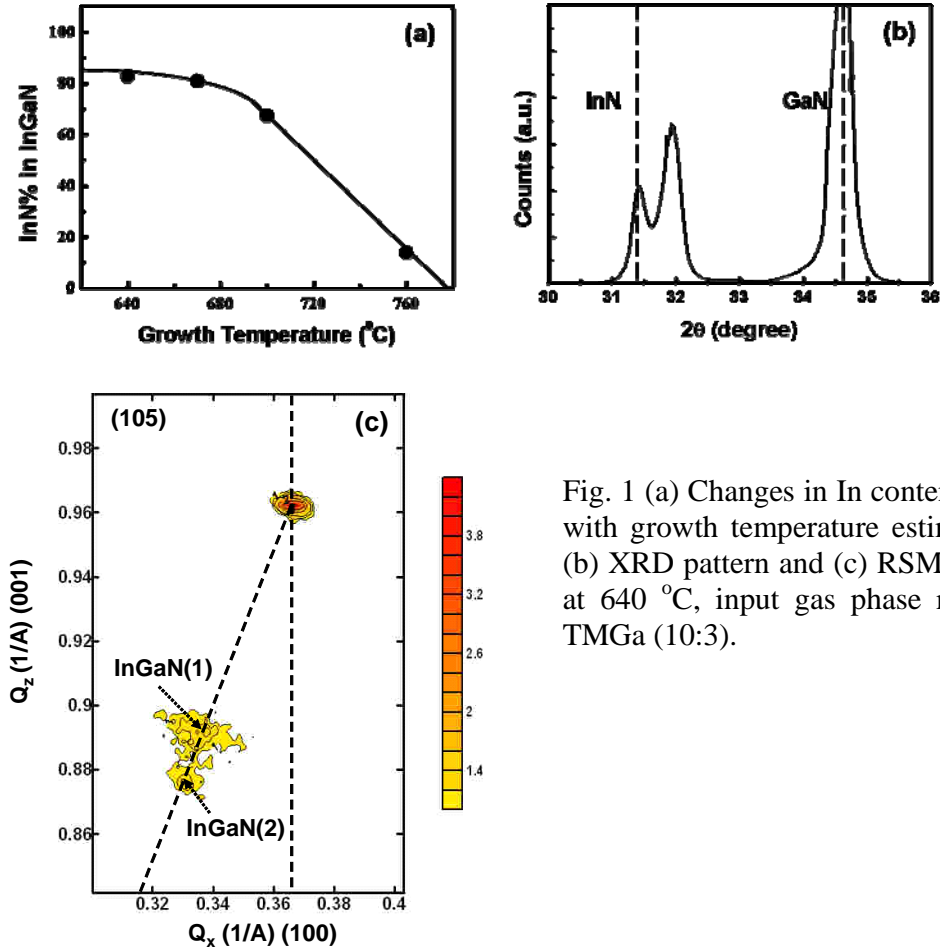 (a)
100
80
60
40
20
0
640
680
720
760
InN% in InGaN
Growth Temperature (°C)
(b)
InN
GaN
Counts (a.u.)
30
31
32
33
34
35
36
2θ (degree)
(105)
(c)
0.98
0.96
0.94
0.92
0.9
0.88
0.86
InGaN(1)
InGaN(2)
Qz (1/A) (001)
0.32
0.34
0.36
0.38
0.4
Qx (1/A) (100)
3.8
3.2
2.6
2
1.4
Fig. 1 (a) Changes in In conter
with growth temperature estir
(b) XRD pattern and (c) RSM
at 640 °C, input gas phase r
TMGa (10:3).